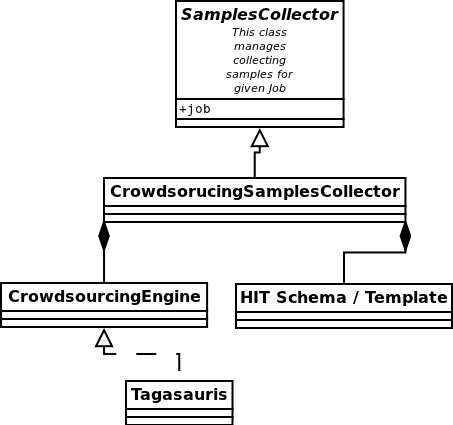 SamplesCollector
This class
manages
collecting
samples for
given Job
+job
CrowdsorucingSamplesCollector
CrowdsourcingEngine
HIT Schema / Template
Tagasauris